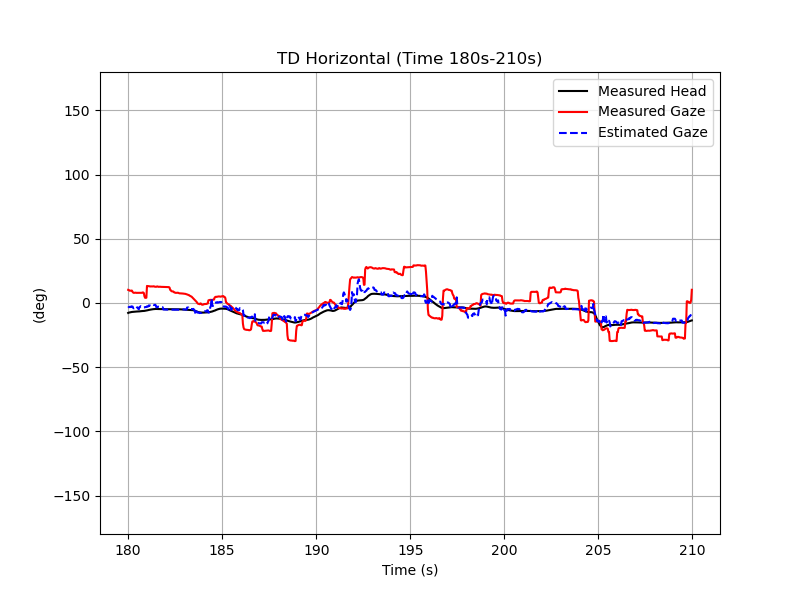 TD Horizontal (Time 180s-210s)
Measured Head
Measured Gaze
Estimated Gaze
150
100
50
0
−50
−100
−150
(deg)
180 185 190 195 200 205 210
Time (s)